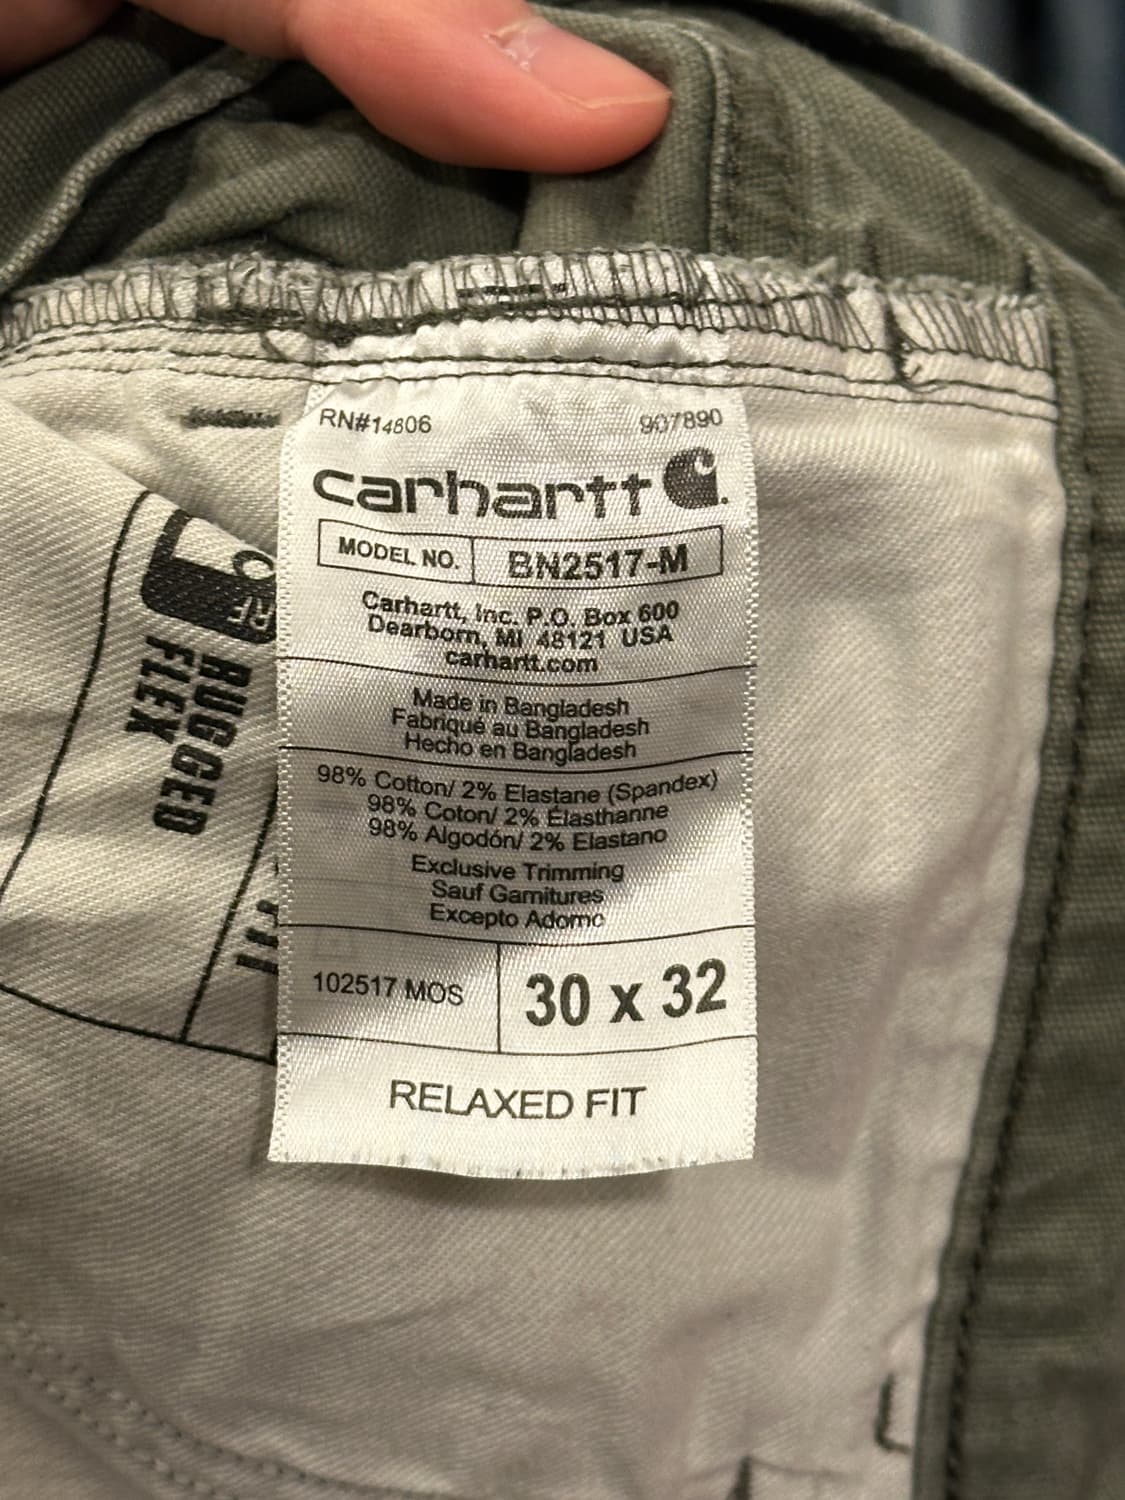 RN#14806 907890
carhartt
MODEL NO. BN2517-M
Carhartt, Inc. P.O. Box 600
Dearborn, MI 48121 USA
carhartt.com
Made in Bangladesh
Fabriqué au Bangladesh
Hecho en Bangladesh
98% Cotton/ 2% Elastane (Spandex)
98% Coton/ 2% Élasthanne
98% Algodón/ 2% Elastano
Exclusive Trimming
Sauf Garnitures
Excepto Adorno
102517 MOS 30 x 32
RELAXED FIT
RF
RUGGED
FLEX